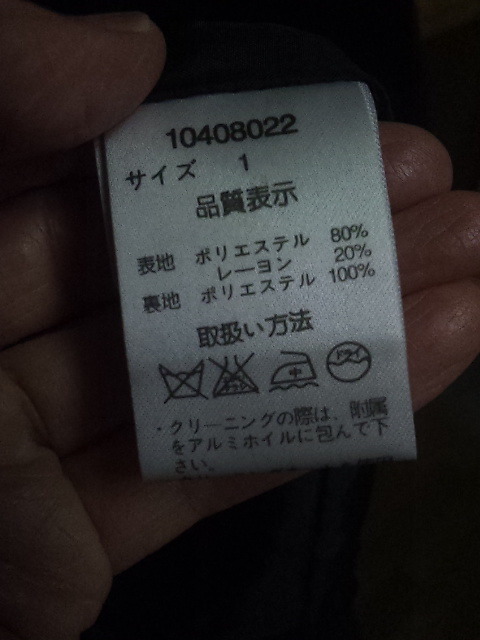 10408022
サイズ 1
品質表示
表地 ポリエステル 80%
レーヨン 20%
裏地 ポリエステル 100%
取扱い方法
中 ドライ
・クリーニングの際は、附属
をアルミホイルに包んで下
さい。